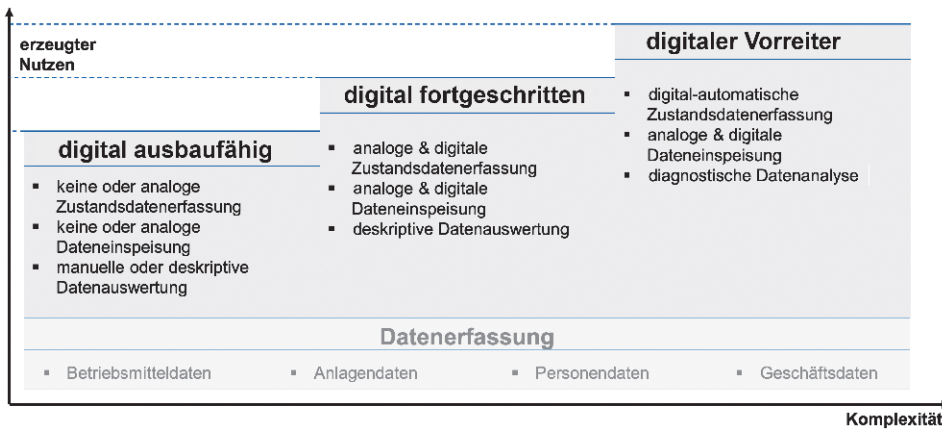 erzeugter
Nutzen
digital ausbaufähig
▪ keine oder analoge
Zustandsdatenerfassung
▪ keine oder analoge
Dateneinspeisung
▪ manuelle oder deskriptive
Datenauswertung
digital fortgeschritten
▪ analoge & digitale
Zustandsdatenerfassung
▪ analoge & digitale
Dateneinspeisung
▪ deskriptive Datenauswertung
digitaler Vorreiter
▪ digital-automatische
Zustandsdatenerfassung
▪ analoge & digitale
Dateneinspeisung
▪ diagnostische Datenanalyse
Datenerfassung
▪ Betriebsmitteldaten ▪ Anlagendaten ▪ Personendaten ▪ Geschäftsdaten
Komplexität